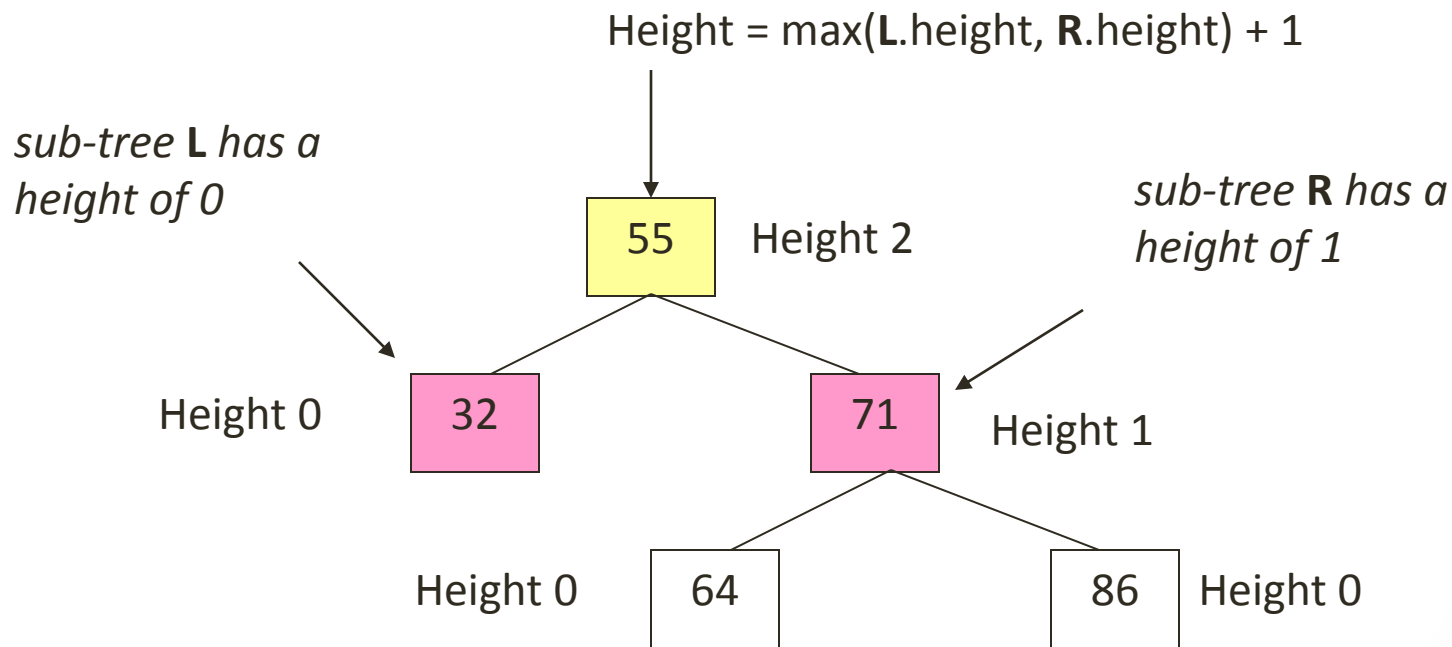 Height = max(L.height, R.height) + 1
sub-tree L has a
height of 0
sub-tree R has a
height of 1
55
Height 2
Height 0
32
71
Height 1
Height 0
64
86
Height 0